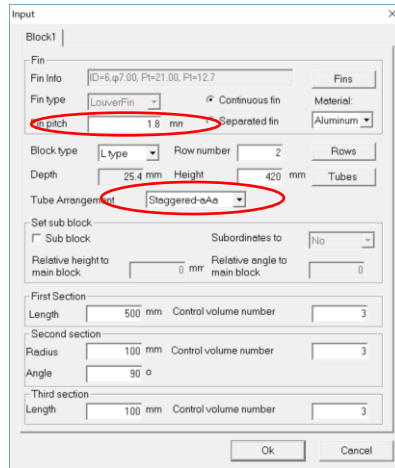 Input
Block1
Fin
Fin Info ID=6,φ7.00, Pt=21.00, Pl=12.7 Fins
Fin type LouverFin Continuous fin Material:
Fin pitch 1.8 mm Separated fin Aluminum
Block type L type Row number 2 Rows
Depth 25.4 mm Height 420 mm Tubes
Tube Arrangement Staggered-aAa
Set sub block
Sub block Subordinates to No
Relative height to main block 0 mm Relative angle to main block 0
First Section
Length 500 mm Control volume number 3
Second section
Radius 100 mm Control volume number 3
Angle 90 o
Third section
Length 100 mm Control volume number 3
Ok Cancel